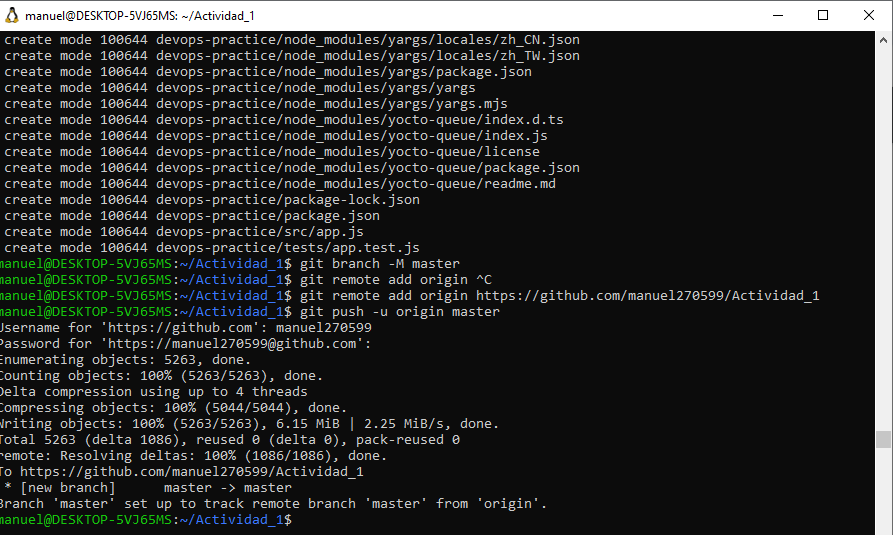 manuel@DESKTOP-5VJ65MS: ~/Actividad_1
create mode 100644 devops-practice/node_modules/yargs/locales/zh_CN.json
create mode 100644 devops-practice/node_modules/yargs/locales/zh_TW.json
create mode 100644 devops-practice/node_modules/yargs/package.json
create mode 100644 devops-practice/node_modules/yargs/yargs
create mode 100644 devops-practice/node_modules/yargs/yargs.mjs
create mode 100644 devops-practice/node_modules/yocto-queue/index.d.ts
create mode 100644 devops-practice/node_modules/yocto-queue/index.js
create mode 100644 devops-practice/node_modules/yocto-queue/license
create mode 100644 devops-practice/node_modules/yocto-queue/package.json
create mode 100644 devops-practice/node_modules/yocto-queue/readme.md
create mode 100644 devops-practice/package-lock.json
create mode 100644 devops-practice/package.json
create mode 100644 devops-practice/src/app.js
create mode 100644 devops-practice/tests/app.test.js
manuel@DESKTOP-5VJ65MS:~/Actividad_1$ git branch -M master
manuel@DESKTOP-5VJ65MS:~/Actividad_1$ git remote add origin ^C
manuel@DESKTOP-5VJ65MS:~/Actividad_1$ git remote add origin https://github.com/manuel270599/Actividad_1
manuel@DESKTOP-5VJ65MS:~/Actividad_1$ git push -u origin master
Username for 'https://github.com': manuel270599
Password for 'https://manuel270599@github.com':
Enumerating objects: 5263, done.
Counting objects: 100% (5263/5263), done.
Delta compression using up to 4 threads
Compressing objects: 100% (5044/5044), done.
Writing objects: 100% (5263/5263), 6.15 MiB | 2.25 MiB/s, done.
Total 5263 (delta 1086), reused 0 (delta 0), pack-reused 0
remote: Resolving deltas: 100% (1086/1086), done.
To https://github.com/manuel270599/Actividad_1
* [new branch]      master -> master
Branch 'master' set up to track remote branch 'master' from 'origin'.
manuel@DESKTOP-5VJ65MS:~/Actividad_1$